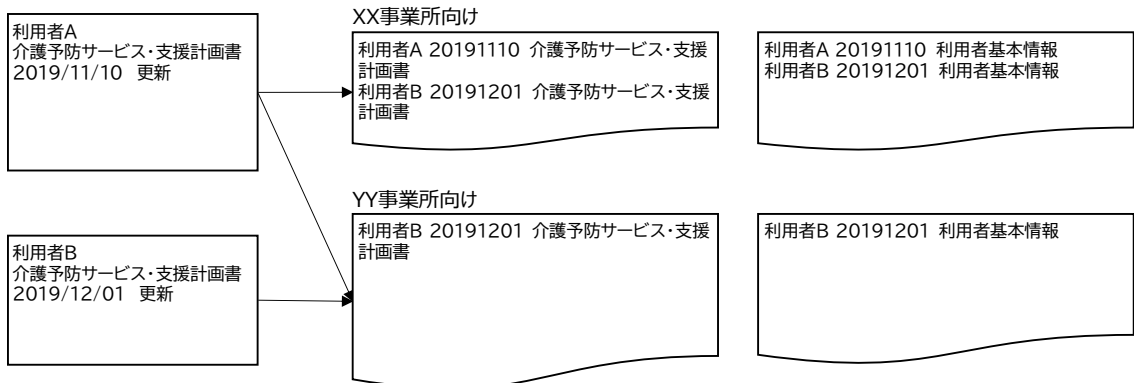 利用者A
介護予防サービス・支援計画書
2019/11/10 更新
XX事業所向け
利用者A 20191110 介護予防サービス・支援
計画書
利用者B 20191201 介護予防サービス・支援
計画書
利用者A 20191110 利用者基本情報
利用者B 20191201 利用者基本情報
利用者B
介護予防サービス・支援計画書
2019/12/01 更新
YY事業所向け
利用者B 20191201 介護予防サービス・支援
計画書
利用者B 20191201 利用者基本情報